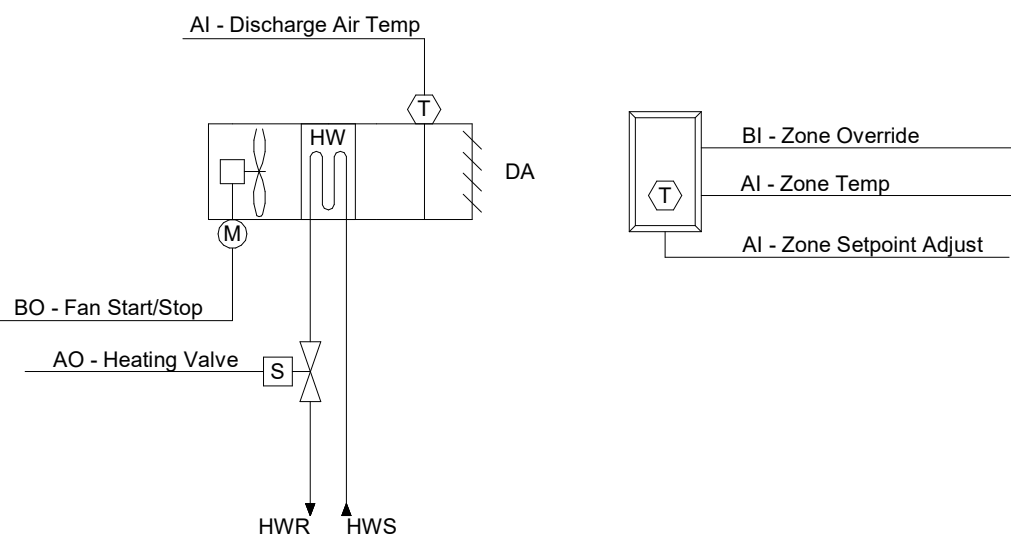 AI - Discharge Air Temp
T
HW
DA
M
BO - Fan Start/Stop
AO - Heating Valve
S
HWR
HWS
BI - Zone Override
AI - Zone Temp
T
AI - Zone Setpoint Adjust